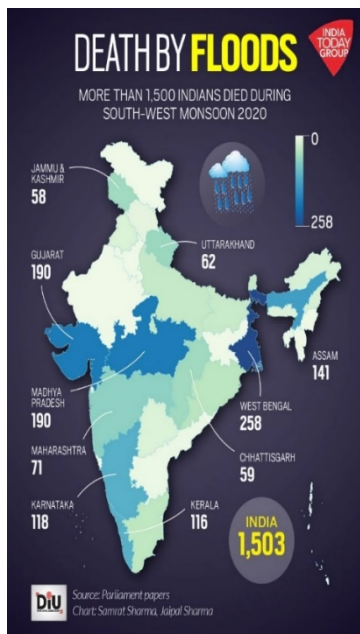 INDIA
TODAY
GROUP
DEATH BY FLOODS
MORE THAN 1,500 INDIANS DIED DURING
SOUTH-WEST MONSOON 2020
0
258
JAMMU &
KASHMIR
58
UTTARAKHAND
62
GUJARAT
190
ASSAM
141
MADHYA
PRADESH
190
WEST BENGAL
258
MAHARASHTRA
71
CHHATTISGARH
59
KARNATAKA
118
KERALA
116
INDIA
1,503
DiU
Source: Parliament papers
Chart: Samrat Sharma, Jaipal Sharma